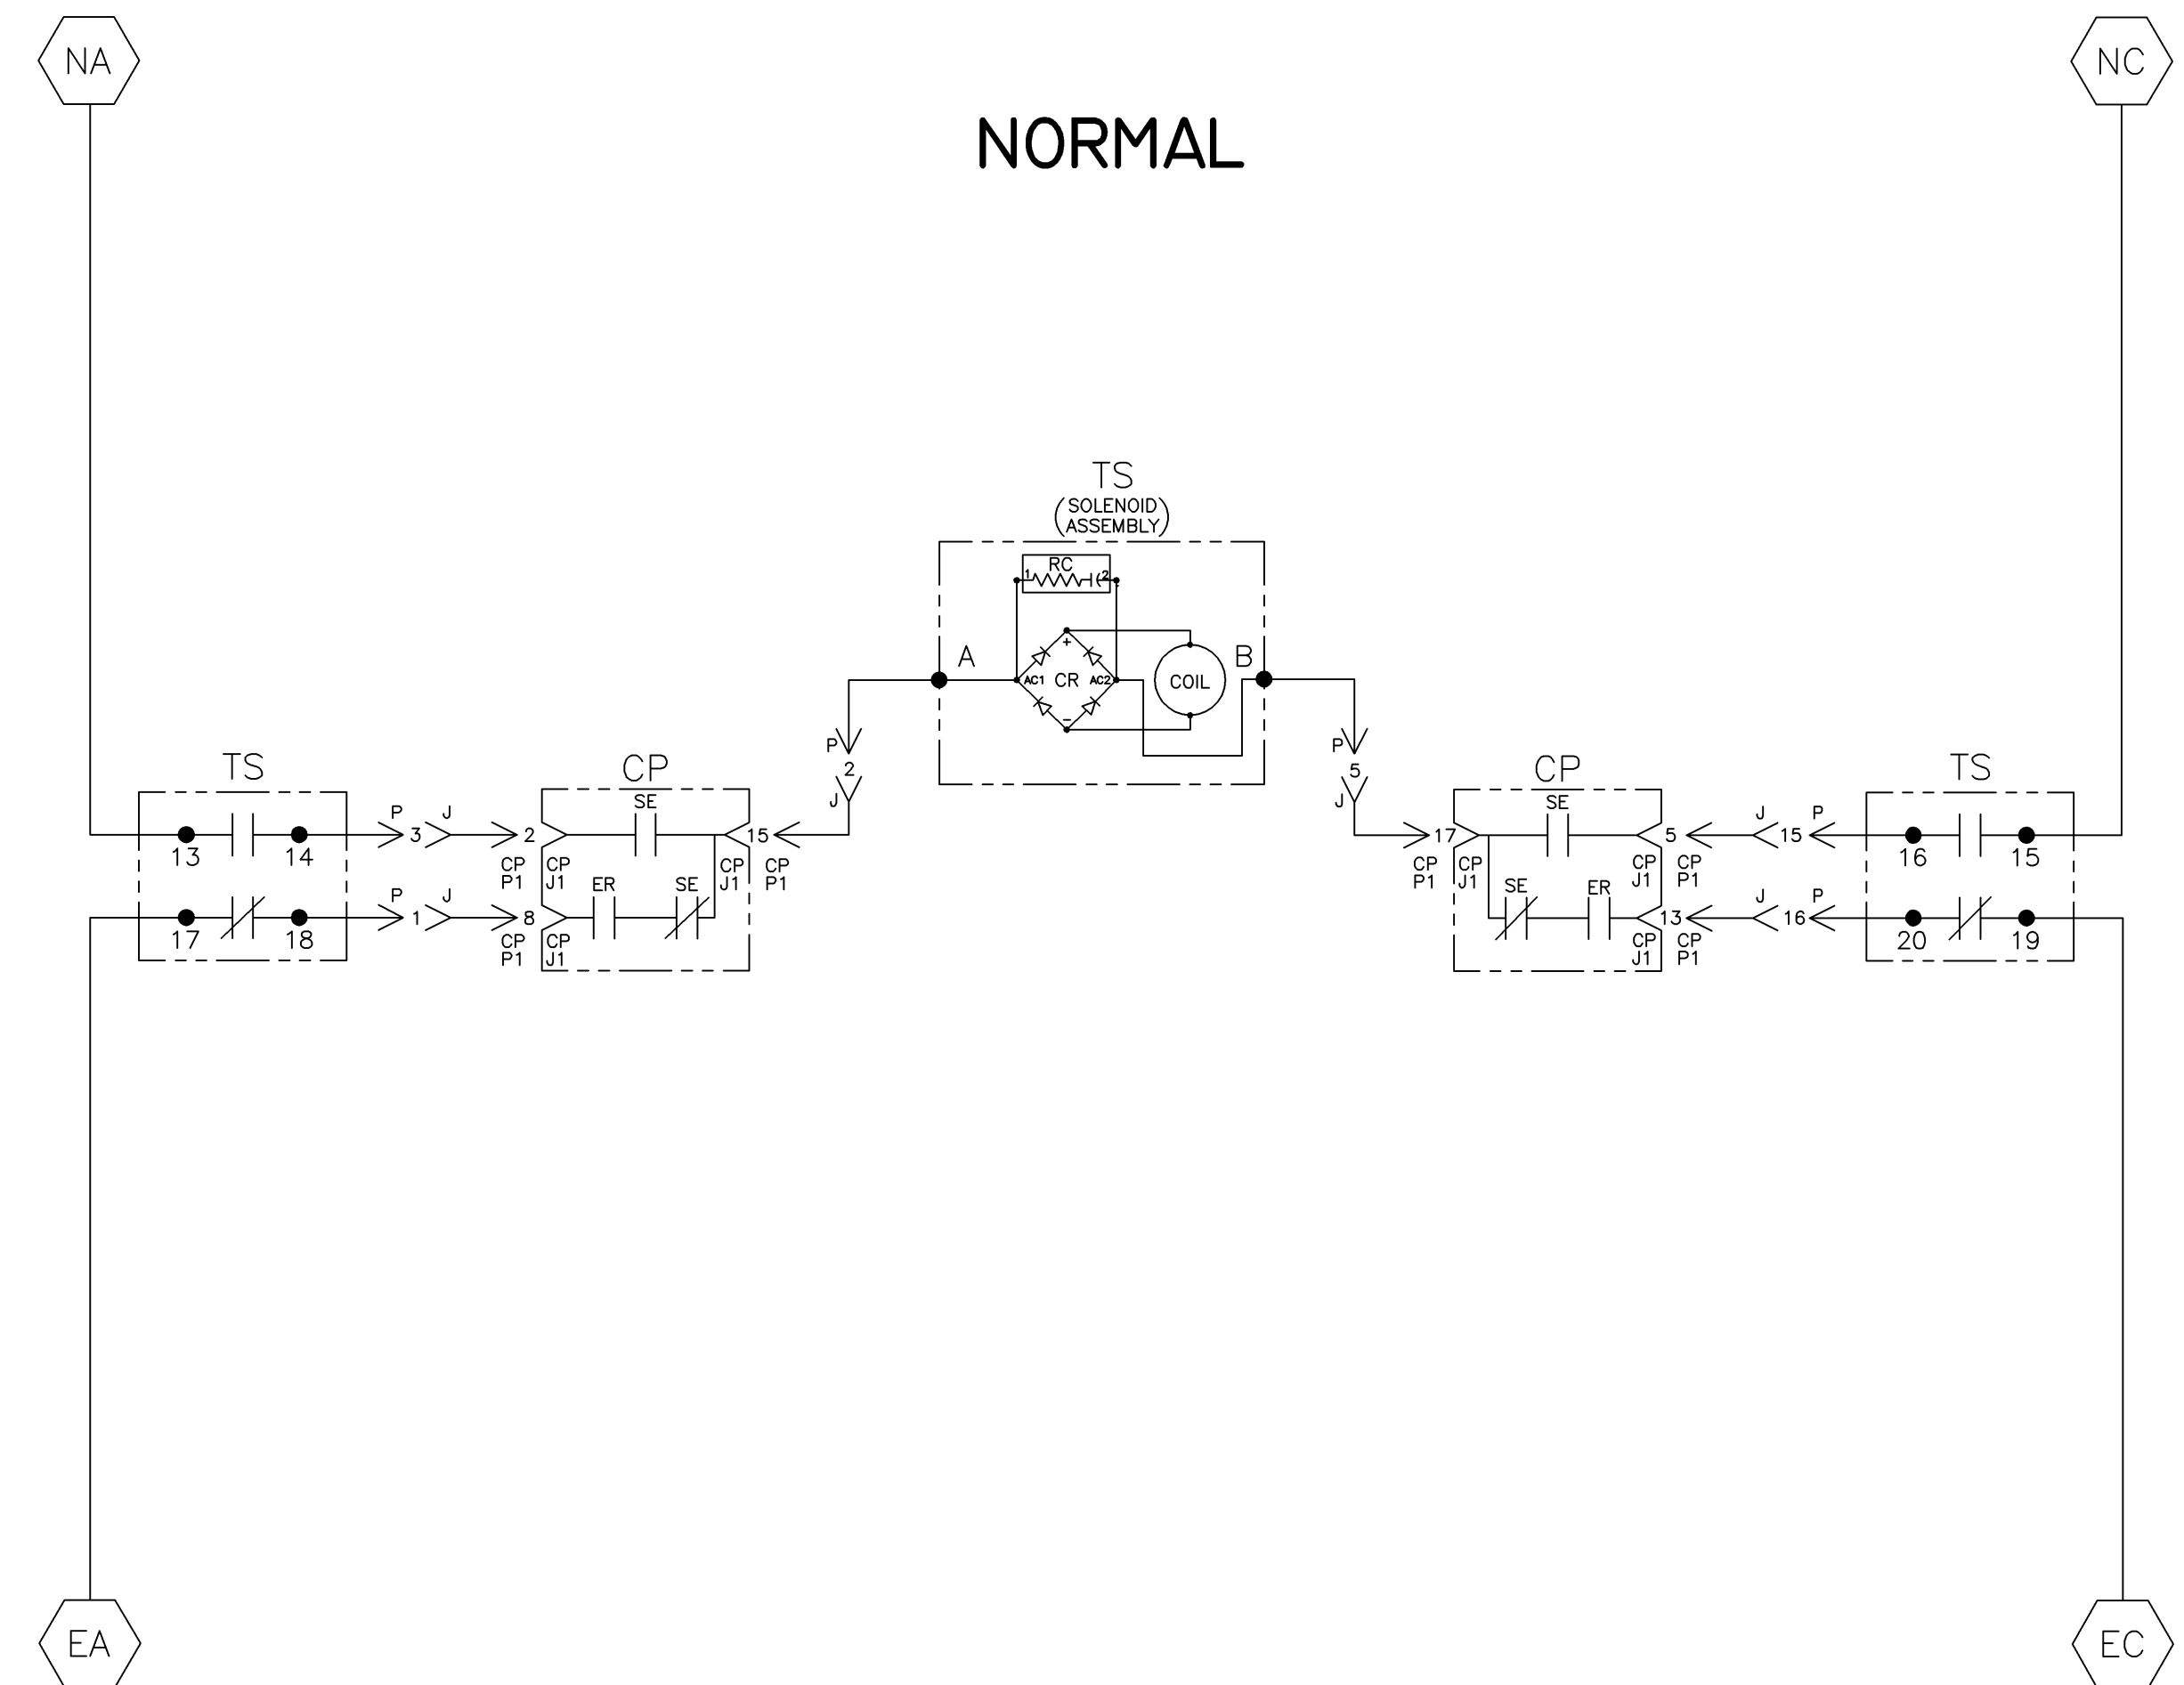 NA
NC
NORMAL
TS
(SOLENOID
ASSEMBLY)
RC
1
2
A
B
+
AC1
CR
AC2
COIL
−
P
2
J
P
5
J
TS
CP
CP
TS
SE
SE
P
J
J
P
13
14
3
2
15
17
5
15
16
15
CP
P1
CP
J1
CP
J1
CP
P1
CP
P1
CP
J1
CP
J1
CP
P1
P
J
ER
SE
SE
ER
J
P
17
18
1
8
13
16
20
19
CP
P1
CP
J1
CP
J1
CP
P1
EA
EC